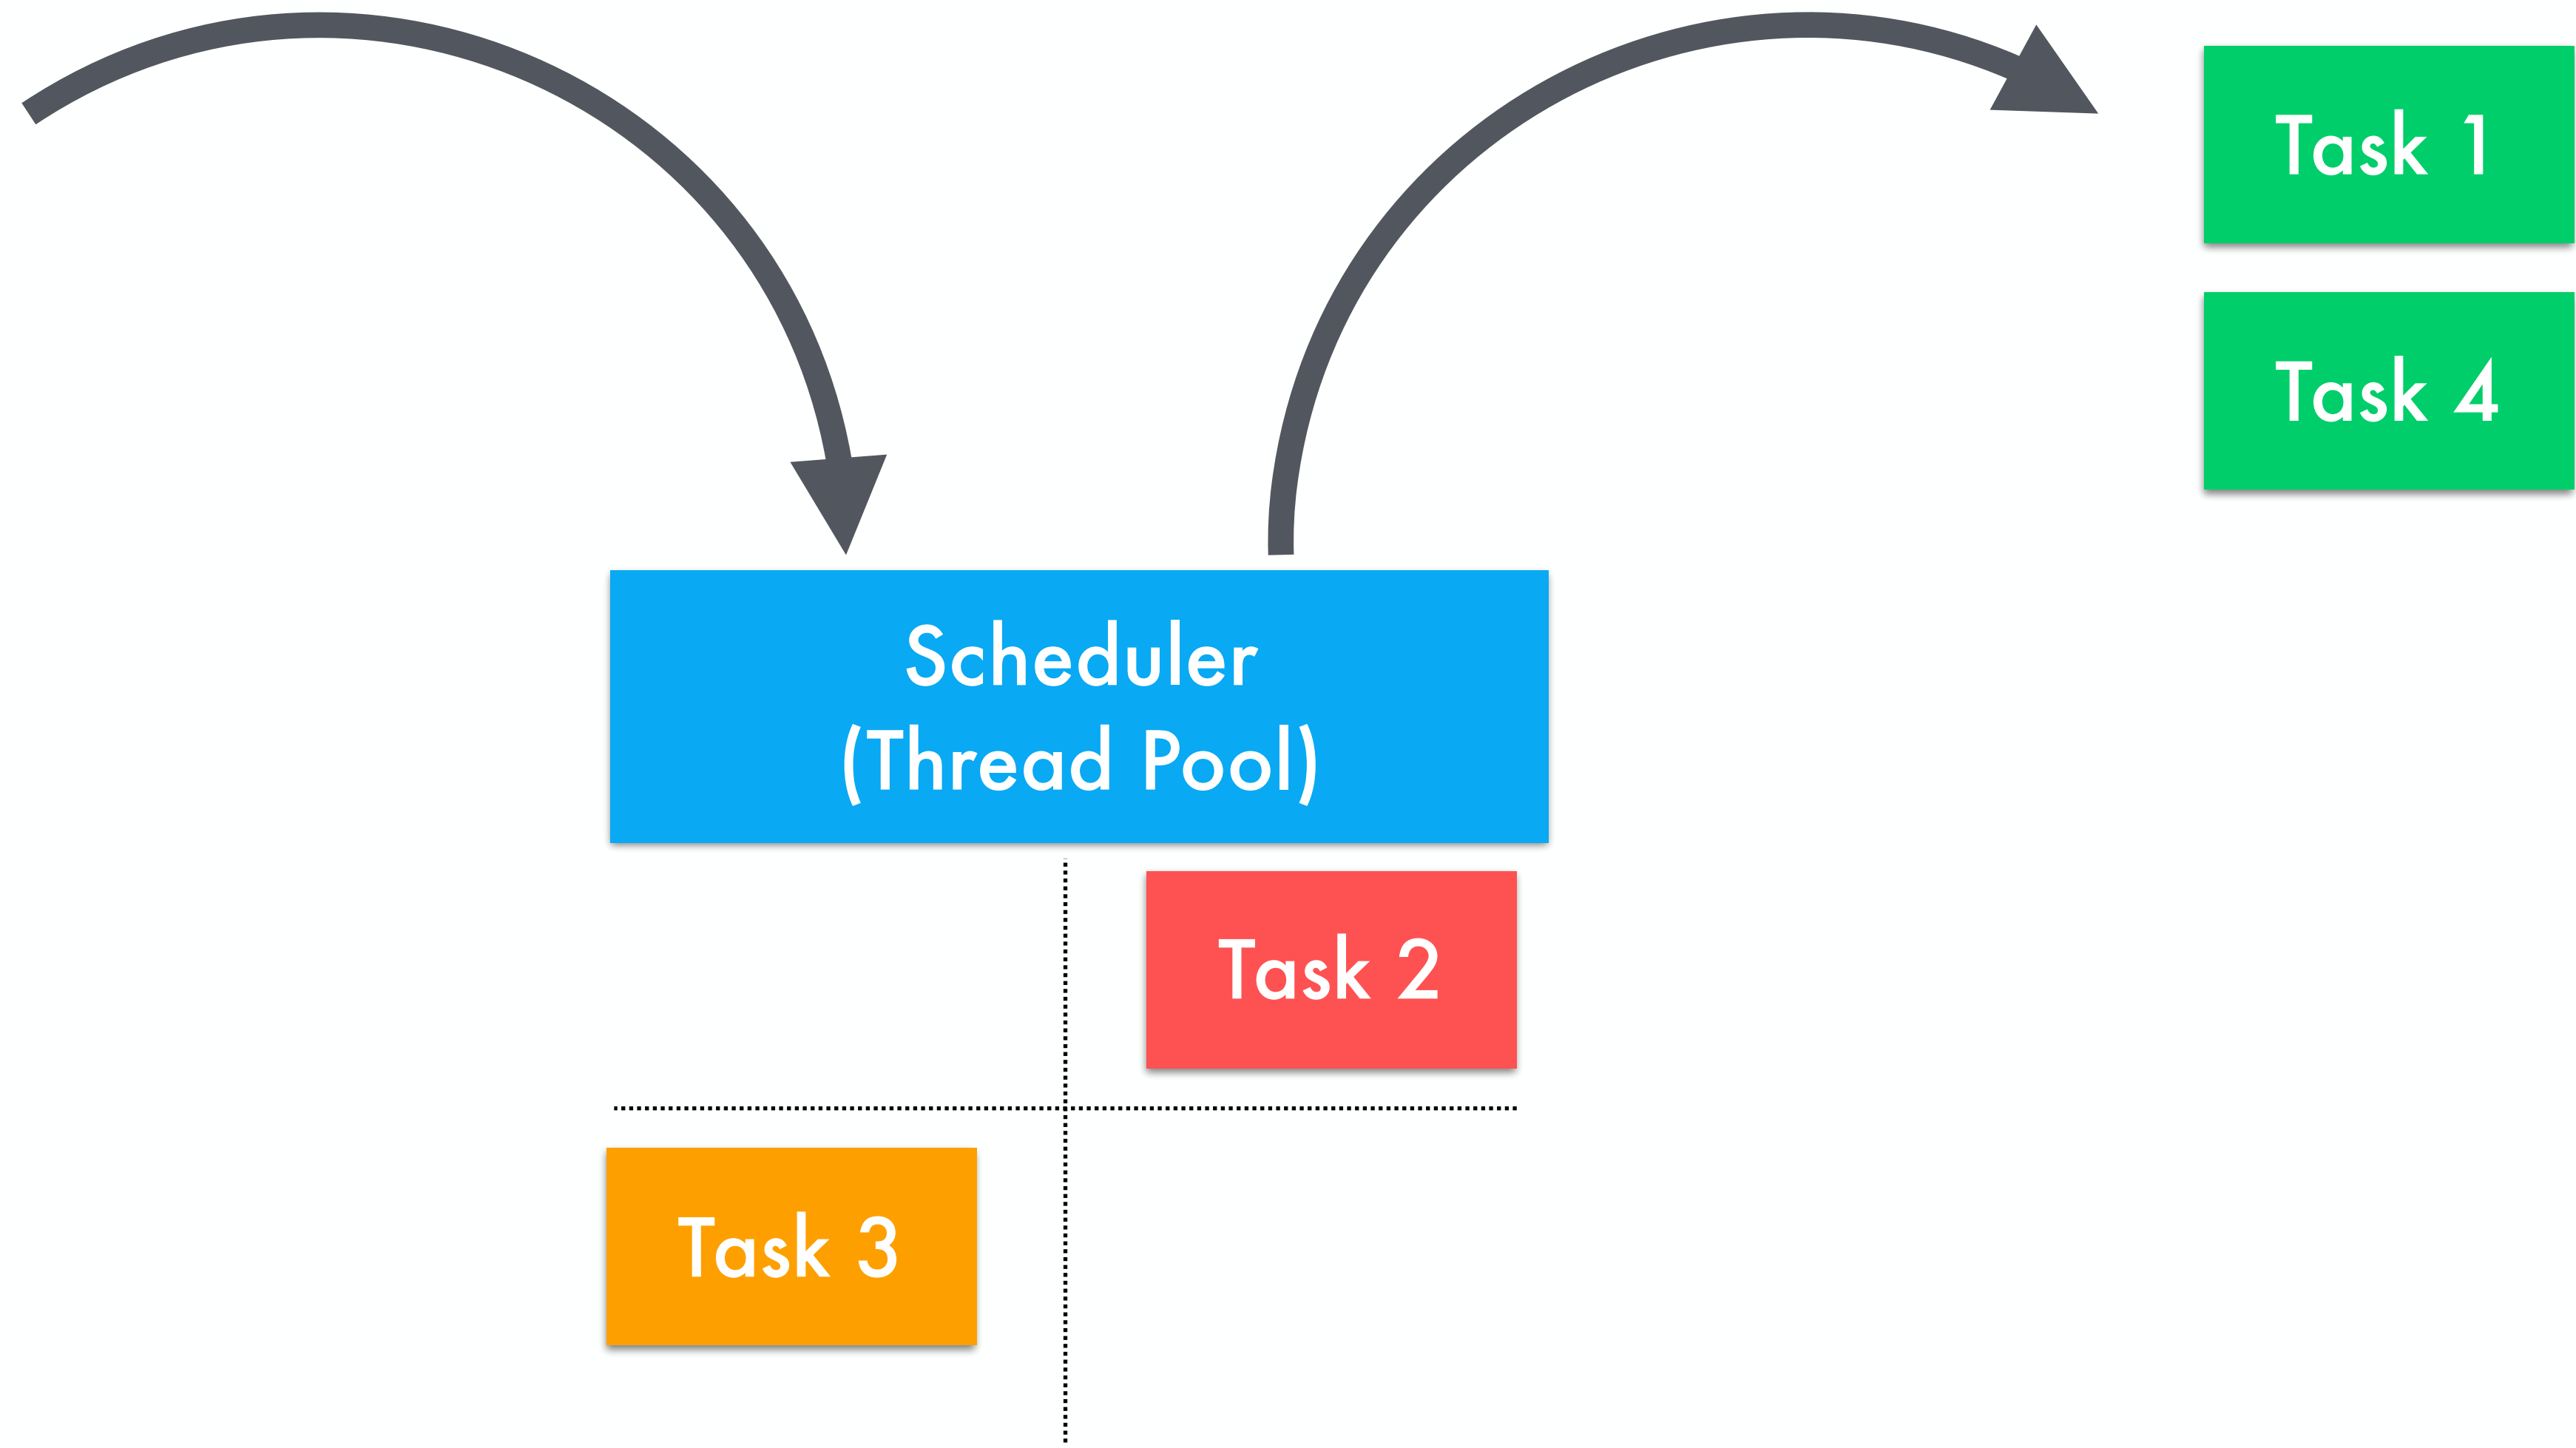 Task 1
Task 4
Scheduler
(Thread Pool)
Task 2
Task 3